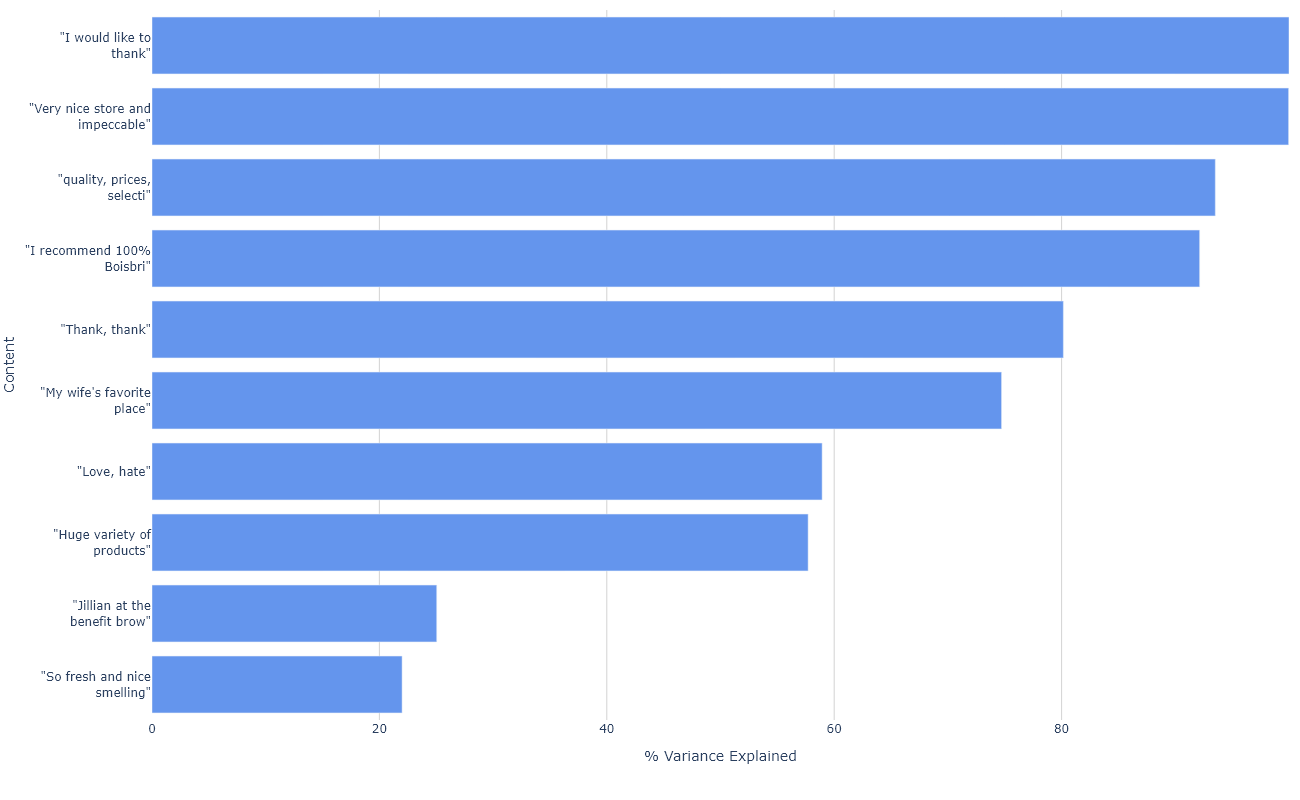 "I would like to
thank"
"Very nice store and
impeccable"
"quality, prices,
selecti"
"I recommend 100%
Boisbri"
"Thank, thank"
"My wife's favorite
place"
"Love, hate"
"Huge variety of
products"
"Jillian at the
benefit brow"
"So fresh and nice
smelling"
Content
0 20 40 60 80
% Variance Explained